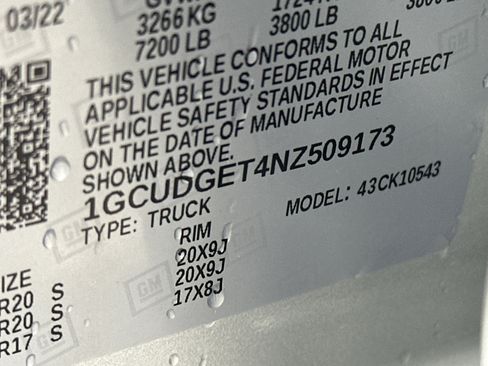 03/22
3266 KG 3800 LB
7200 LB
THIS VEHICLE CONFORMS TO ALL
APPLICABLE U.S. FEDERAL MOTOR
VEHICLE SAFETY STANDARDS IN EFFECT
ON THE DATE OF MANUFACTURE
SHOWN ABOVE.
1GCUDGET4NZ509173
TYPE: TRUCK MODEL: 43CK10543
RIM
20X9J
20X9J
17X8J
IZE
R20 S
R20 S
R17 S
GM